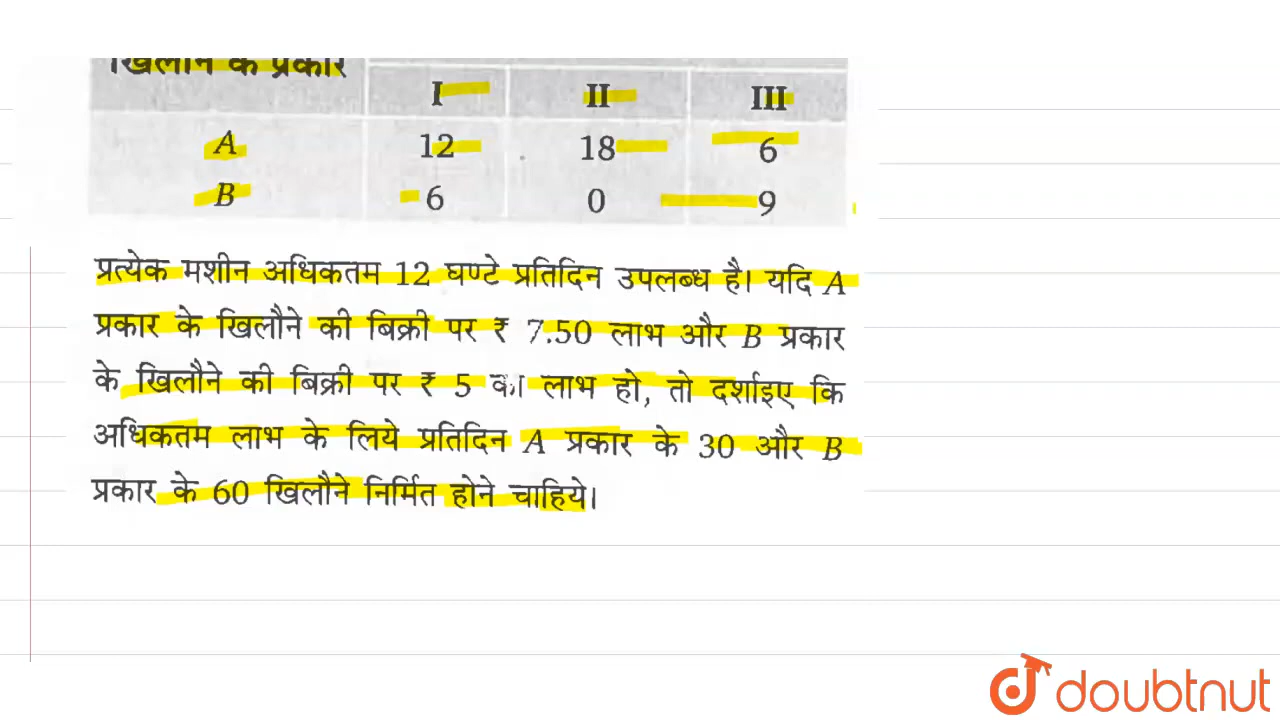 खिलौने के प्रकार
I II III
A 12 18 6
B 6 0 9
प्रत्येक मशीन अधिकतम 12 घण्टे प्रतिदिन उपलब्ध है। यदि A
प्रकार के खिलौने की बिक्री पर ₹ 7.50 लाभ और B प्रकार
के खिलौने की बिक्री पर ₹ 5 का लाभ हो, तो दर्शाइए कि
अधिकतम लाभ के लिये प्रतिदिन A प्रकार के 30 और B
प्रकार के 60 खिलौने निर्मित होने चाहिये।
doubtnut